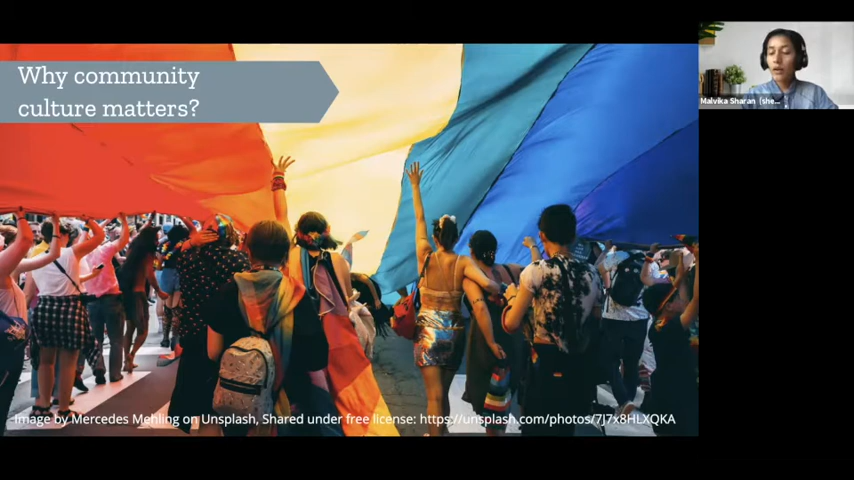 Why community
culture matters?
Malvika Sharan (she...
Image by Mercedes Mehling on Unsplash, Shared under free license: https://unsplash.com/photos/7J7x8HLXQKA